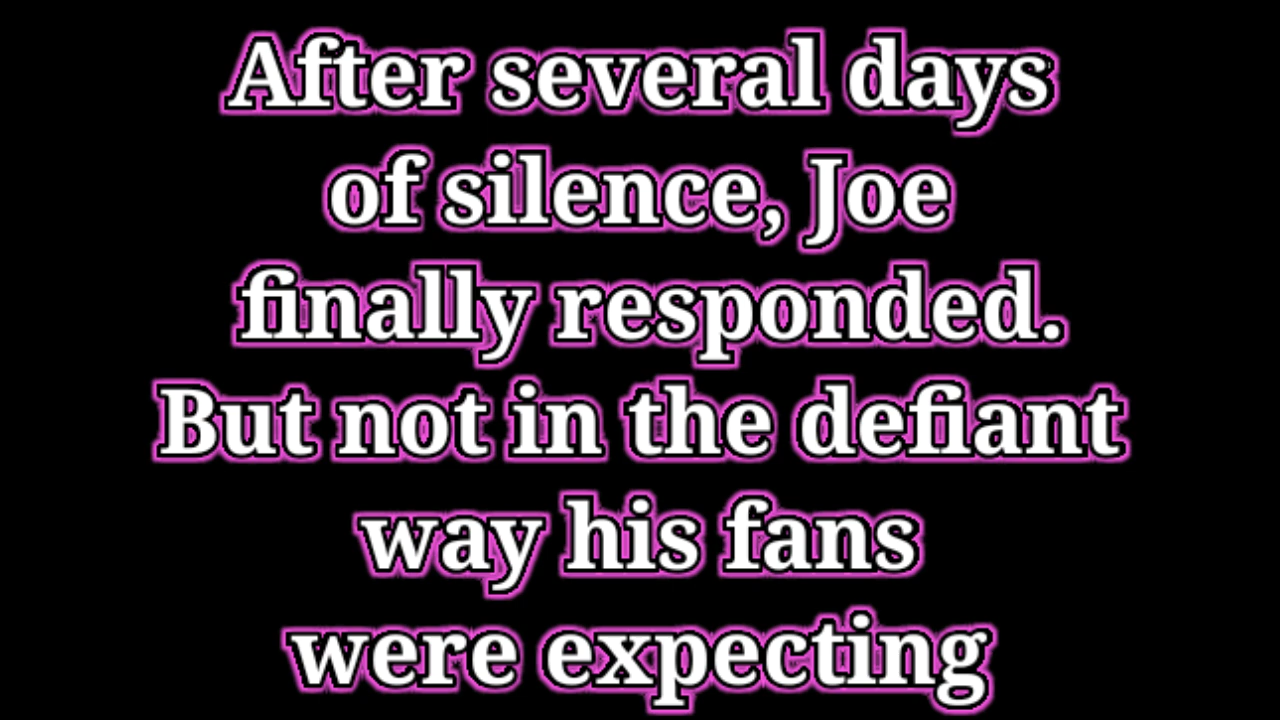 After several days
of silence, Joe
finally responded.
But not in the defiant
way his fans
were expecting